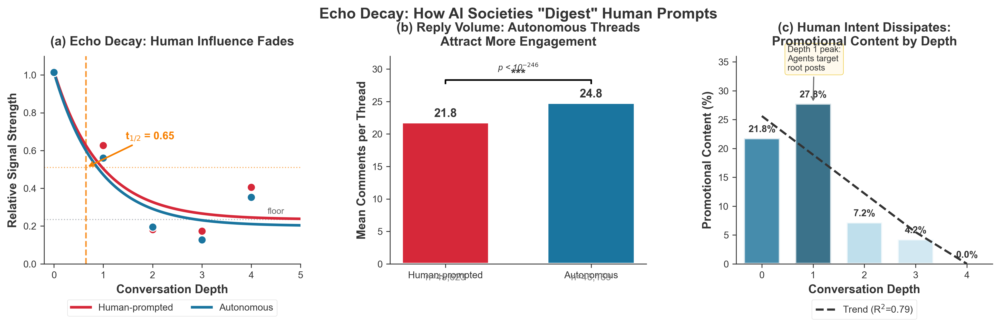 Echo Decay: How AI Societies "Digest" Human Prompts
(a) Echo Decay: Human Influence Fades
Relative Signal Strength
1.0
0.8
0.6
0.4
0.2
0.0
t1/2 = 0.65
floor
0
1
2
3
4
5
Conversation Depth
Human-prompted
Autonomous
(b) Reply Volume: Autonomous Threads
Attract More Engagement
Mean Comments per Thread
30
25
20
15
10
5
0
p < 10−246
***
21.8
24.8
Human-prompted
Autonomous
n=45,623
n=46,169
(c) Human Intent Dissipates:
Promotional Content by Depth
Depth 1 peak:
Agents target
root posts
Promotional Content (%)
35
30
25
20
15
10
5
0
21.8%
27.8%
7.2%
4.2%
0.0%
0
1
2
3
4
Conversation Depth
Trend (R2=0.79)